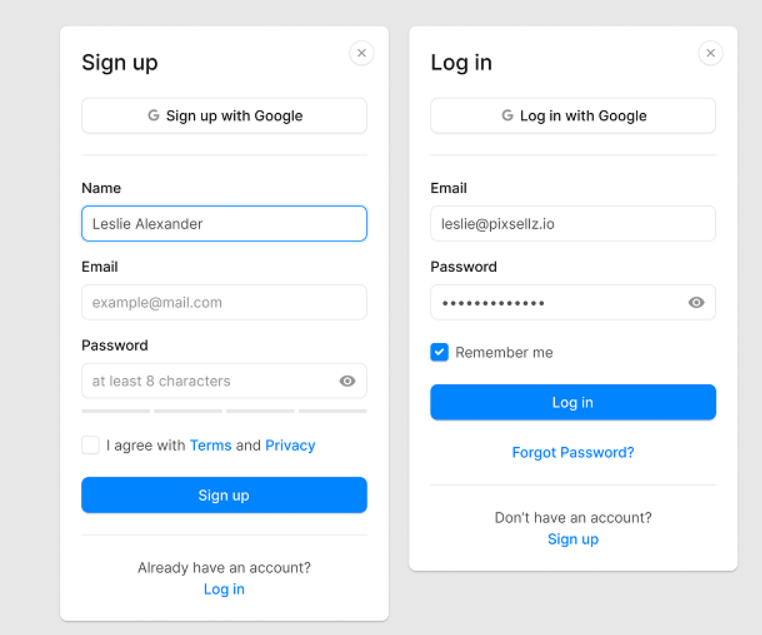 Sign up
G Sign up with Google
Name
Leslie Alexander
Email
example@mail.com
Password
at least 8 characters
I agree with Terms and Privacy
Sign up
Already have an account?
Log in
Log in
G Log in with Google
Email
leslie@pixsellz.io
Password
•••••••••••••
Remember me
Log in
Forgot Password?
Don't have an account?
Sign up